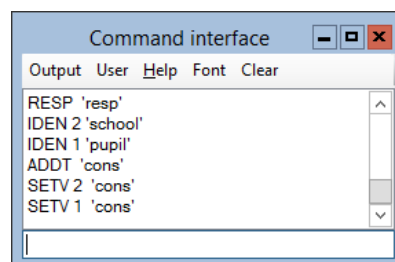 Command interface
Output User Help Font Clear
RESP 'resp'
IDEN 2 'school'
IDEN 1 'pupil'
ADDT 'cons'
SETV 2 'cons'
SETV 1 'cons'